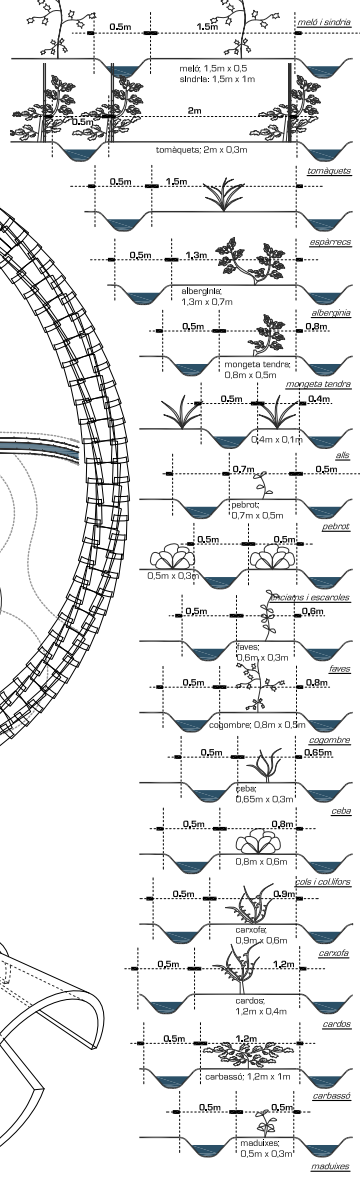 0.5m 1.5m meló i síndria
meló: 1,5m x 0,5
síndria: 1,5m x 1m
2m
0.5m
tomàquets; 2m x 0,3m
tomàquets
0.5m 1.5m
espàrrecs
0.5m 1.3m
albergínia;
1,3m x 0,7m
albergínia
0.5m 0.8m
mongeta tendre;
0,8m x 0,5m
mongeta tendra
0.5m 0.4m
0,4m x 0,1m
alls
0.7m 0.5m
pebrot;
0,7m x 0,5m
pebrot
0.5m 0.5m
0,5m x 0,3m
enciams i escaroles
0.5m 0,6m
faves;
0,6m x 0,3m
faves
0.5m 0.8m
cogombre; 0,8m x 0,5m
cogombre
0.5m 0.65m
ceba;
0,65m x 0,3m
ceba
0.5m 0,8m
0,8m x 0,6m
cols i col.liflors
0.5m 0.9m
carxofa;
0,9m x 0,6m
carxofa
0.5m 1,2m
cardos;
1,2m x 0,4m
cardos
0.5m 1.2m
carbassó; 1,2m x 1m
carbassó
0.5m 0.5m
maduixes;
0,5m x 0,3m
maduixes